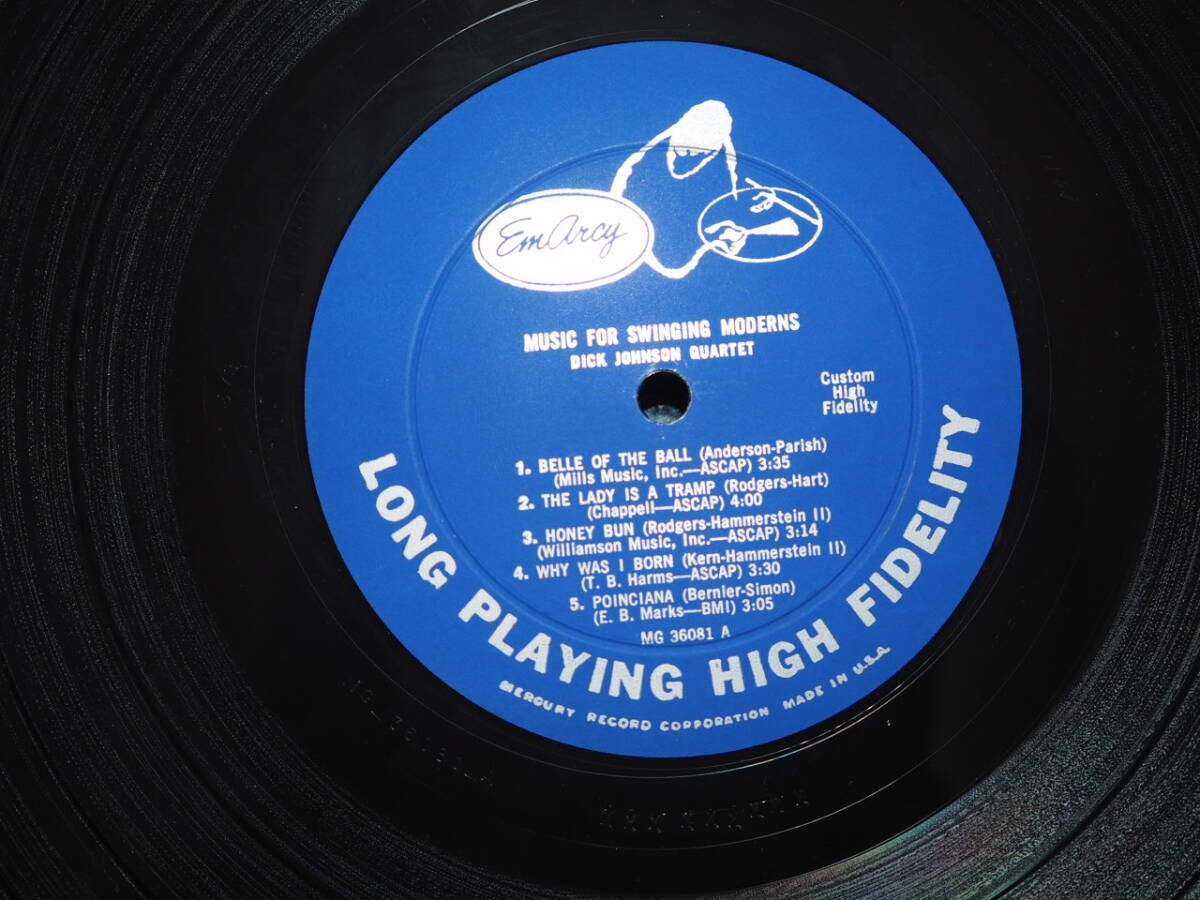 EmArcy
MUSIC FOR SWINGING MODERNS
DICK JOHNSON QUARTET
Custom
High
Fidelity
1. BELLE OF THE BALL (Anderson-Parish)
(Mills Music, Inc.—ASCAP) 3:35
2. THE LADY IS A TRAMP (Rodgers-Hart)
(Chappell—ASCAP) 4:00
3. HONEY BUN (Rodgers-Hammerstein II)
(Williamson Music, Inc.—ASCAP) 3:14
4. WHY WAS I BORN (Kern-Hammerstein II)
(T. B. Harms—ASCAP) 3:30
5. POINCIANA (Bernier-Simon)
(E. B. Marks—BMI) 3:05
MG 36081 A
LONG PLAYING HIGH FIDELITY
MERCURY RECORD CORPORATION MADE IN U.S.A.